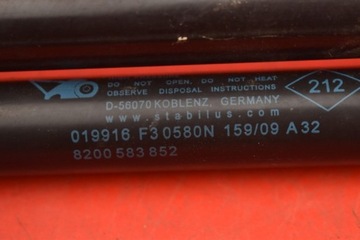 DO NOT OPEN, DO NOT HEAT
OBSERVE DISPOSAL INSTRUCTIONS
212
D-56070 KOBLENZ, GERMANY
www.stabilus.com
019916 F3 0580N 159/09 A32
8200 583 852